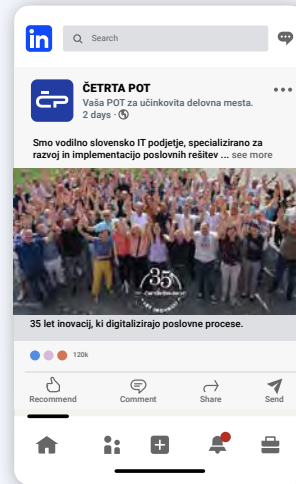 in
Search
ČP
ČETRTA POT
Vaša POT za učinkovita delovna mesta.
2 days ·
Smo vodilno slovensko IT podjetje, specializirano za
razvoj in implementacijo poslovnih rešitev ... see more
35
35 let inovacij, ki digitalizirajo poslovne procese.
120k
Recommend
Comment
Share
Send